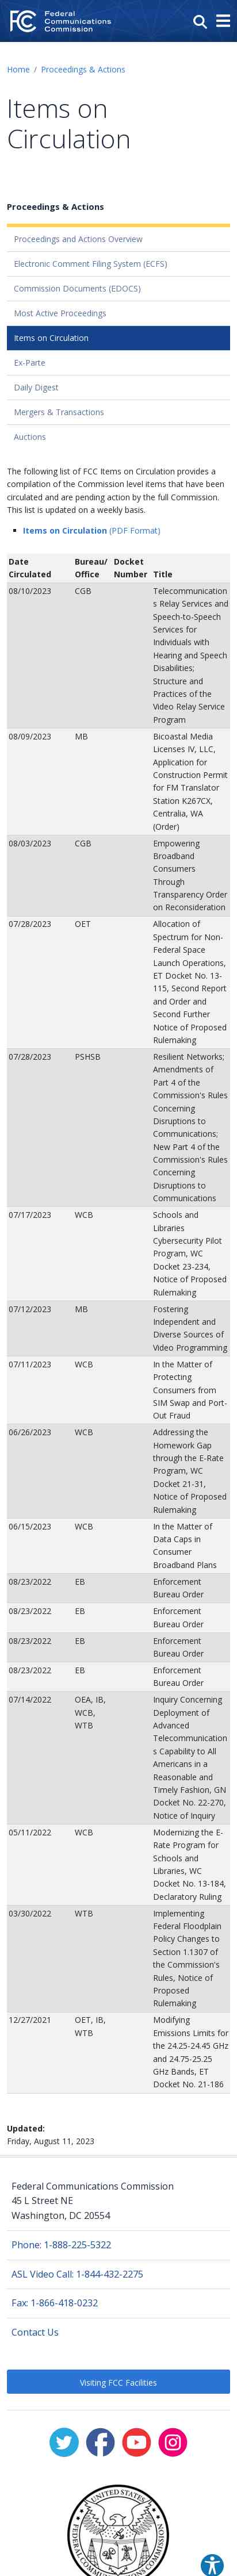 Federal
Communications
Commission
Home / Proceedings & Actions
Items on
Circulation
Proceedings & Actions
Proceedings and Actions Overview
Electronic Comment Filing System (ECFS)
Commission Documents (EDOCS)
Most Active Proceedings
Items on Circulation
Ex-Parte
Daily Digest
Mergers & Transactions
Auctions
The following list of FCC Items on Circulation provides a
compilation of the Commission level items that have been
circulated and are pending action by the full Commission.
This list is updated on a weekly basis.
Items on Circulation (PDF Format)
Date Circulated Bureau/Office Docket Number Title
08/10/2023 CGB Telecommunication
s Relay Services and
Speech-to-Speech
Services for
Individuals with
Hearing and Speech
Disabilities;
Structure and
Practices of the
Video Relay Service
Program
08/09/2023 MB Bicoastal Media
Licenses IV, LLC,
Application for
Construction Permit
for FM Translator
Station K267CX,
Centralia, WA
(Order)
08/03/2023 CGB Empowering
Broadband
Consumers
Through
Transparency Order
on Reconsideration
07/28/2023 OET Allocation of
Spectrum for Non-
Federal Space
Launch Operations,
ET Docket No. 13-
115, Second Report
and Order and
Second Further
Notice of Proposed
Rulemaking
07/28/2023 PSHSB Resilient Networks;
Amendments of
Part 4 of the
Commission's Rules
Concerning
Disruptions to
Communications;
New Part 4 of the
Commission's Rules
Concerning
Disruptions to
Communications
07/17/2023 WCB Schools and
Libraries
Cybersecurity Pilot
Program, WC
Docket 23-234,
Notice of Proposed
Rulemaking
07/12/2023 MB Fostering
Independent and
Diverse Sources of
Video Programming
07/11/2023 WCB In the Matter of
Protecting
Consumers from
SIM Swap and Port-
Out Fraud
06/26/2023 WCB Addressing the
Homework Gap
through the E-Rate
Program, WC
Docket 21-31,
Notice of Proposed
Rulemaking
06/15/2023 WCB In the Matter of
Data Caps in
Consumer
Broadband Plans
08/23/2022 EB Enforcement
Bureau Order
08/23/2022 EB Enforcement
Bureau Order
08/23/2022 EB Enforcement
Bureau Order
08/23/2022 EB Enforcement
Bureau Order
07/14/2022 OEA, IB, Inquiry Concerning
WCB, Deployment of
WTB Advanced
Telecommunication
s Capability to All
Americans in a
Reasonable and
Timely Fashion, GN
Docket No. 22-270,
Notice of Inquiry
05/11/2022 WCB Modernizing the E-
Rate Program for
Schools and
Libraries, WC
Docket No. 13-184,
Declaratory Ruling
03/30/2022 WTB Implementing
Federal Floodplain
Policy Changes to
Section 1.1307 of
the Commission's
Rules, Notice of
Proposed
Rulemaking
12/27/2021 OET, IB, Modifying
WTB Emissions Limits for
the 24.25-24.45 GHz
and 24.75-25.25
GHz Bands, ET
Docket No. 21-186
Updated:
Friday, August 11, 2023
Federal Communications Commission
45 L Street NE
Washington, DC 20554
Phone: 1-888-225-5322
ASL Video Call: 1-844-432-2275
Fax: 1-866-418-0232
Contact Us
Visiting FCC Facilities
UNITED STATES